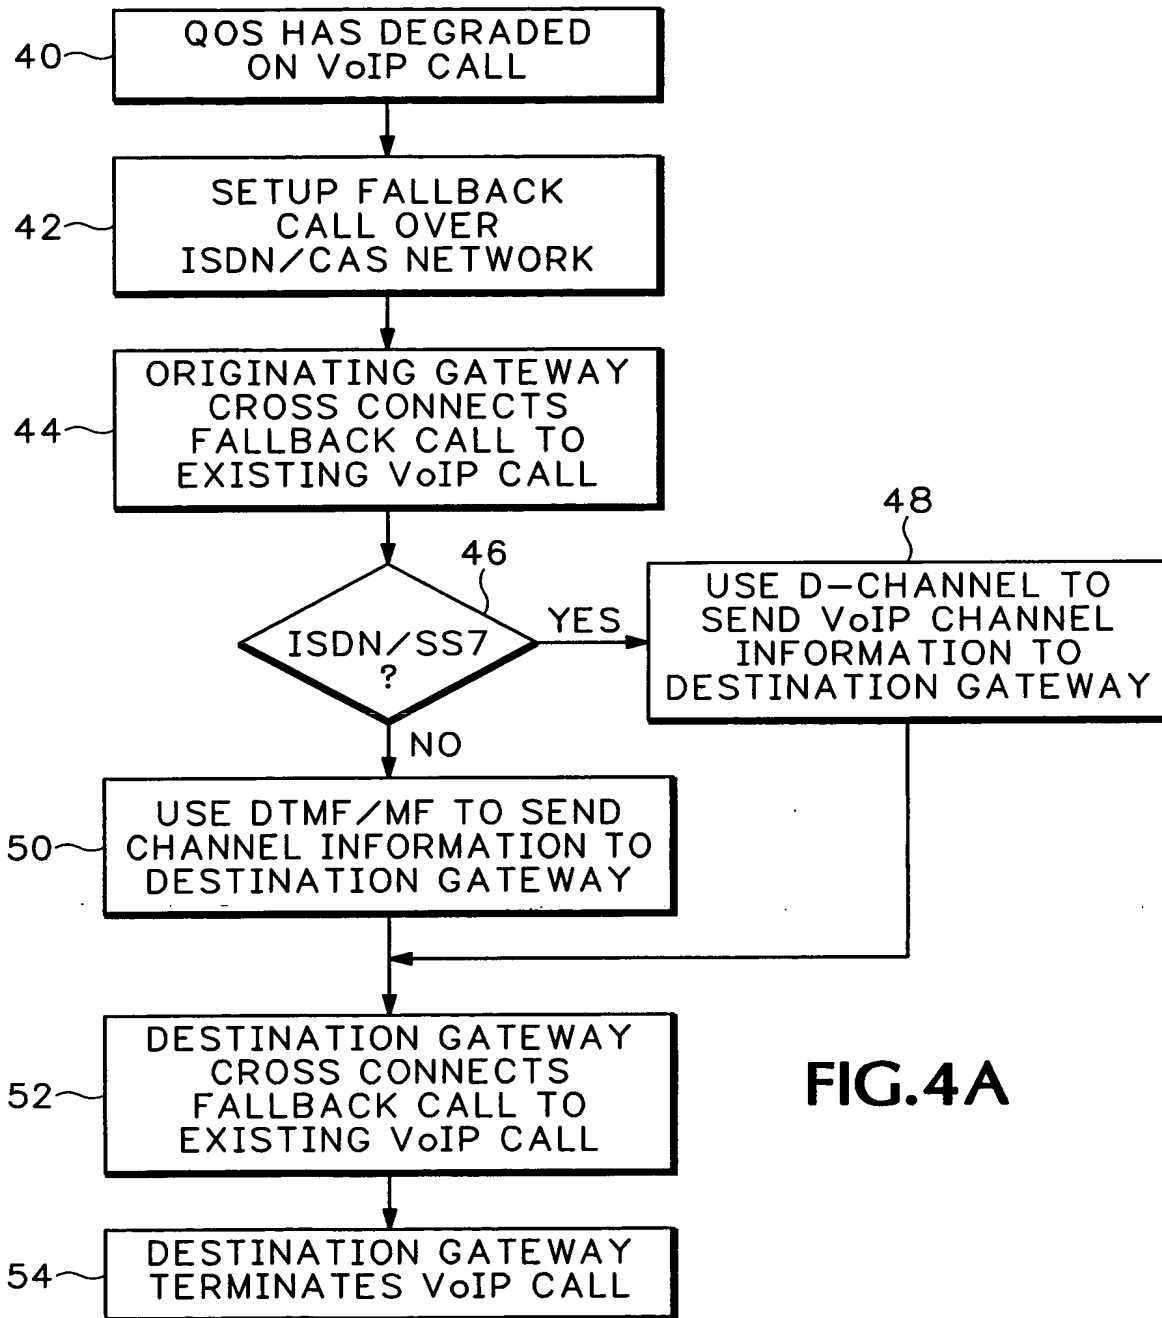 40
QOS HAS DEGRADED
ON VoIP CALL
42
SETUP FALLBACK
CALL OVER
ISDN/CAS NETWORK
44
ORIGINATING GATEWAY
CROSS CONNECTS
FALLBACK CALL TO
EXISTING VoIP CALL
46
ISDN/SS7
?
YES
NO
48
USE D-CHANNEL TO
SEND VoIP CHANNEL
INFORMATION TO
DESTINATION GATEWAY
50
USE DTMF/MF TO SEND
CHANNEL INFORMATION TO
DESTINATION GATEWAY
52
DESTINATION GATEWAY
CROSS CONNECTS
FALLBACK CALL TO
EXISTING VoIP CALL
54
DESTINATION GATEWAY
TERMINATES VoIP CALL
FIG.4A